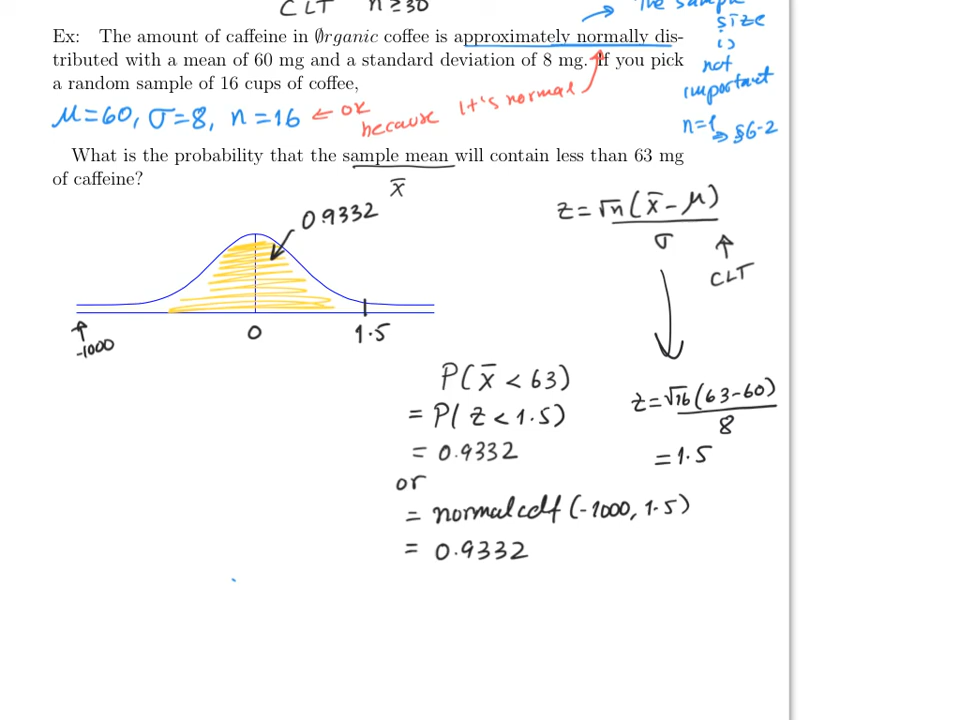 CLT n ≥ 30
→ The sample size is not important
n=1 → §6-2
Ex: The amount of caffeine in Ørganic coffee is approximately normally dis-
tributed with a mean of 60 mg and a standard deviation of 8 mg. If you pick
a random sample of 16 cups of coffee,
μ=60, σ=8, n=16 ← ok because it's normal
What is the probability that the sample mean will contain less than 63 mg
of caffeine?
x̄
0.9332
z = √n (x̄ - μ) / σ
↑
CLT
-1000 0 1.5
P(x̄ < 63)
= P(z < 1.5)
= 0.9332
or
= normalcdf (-1000, 1.5)
= 0.9332
z = √16 (63-60) / 8
= 1.5